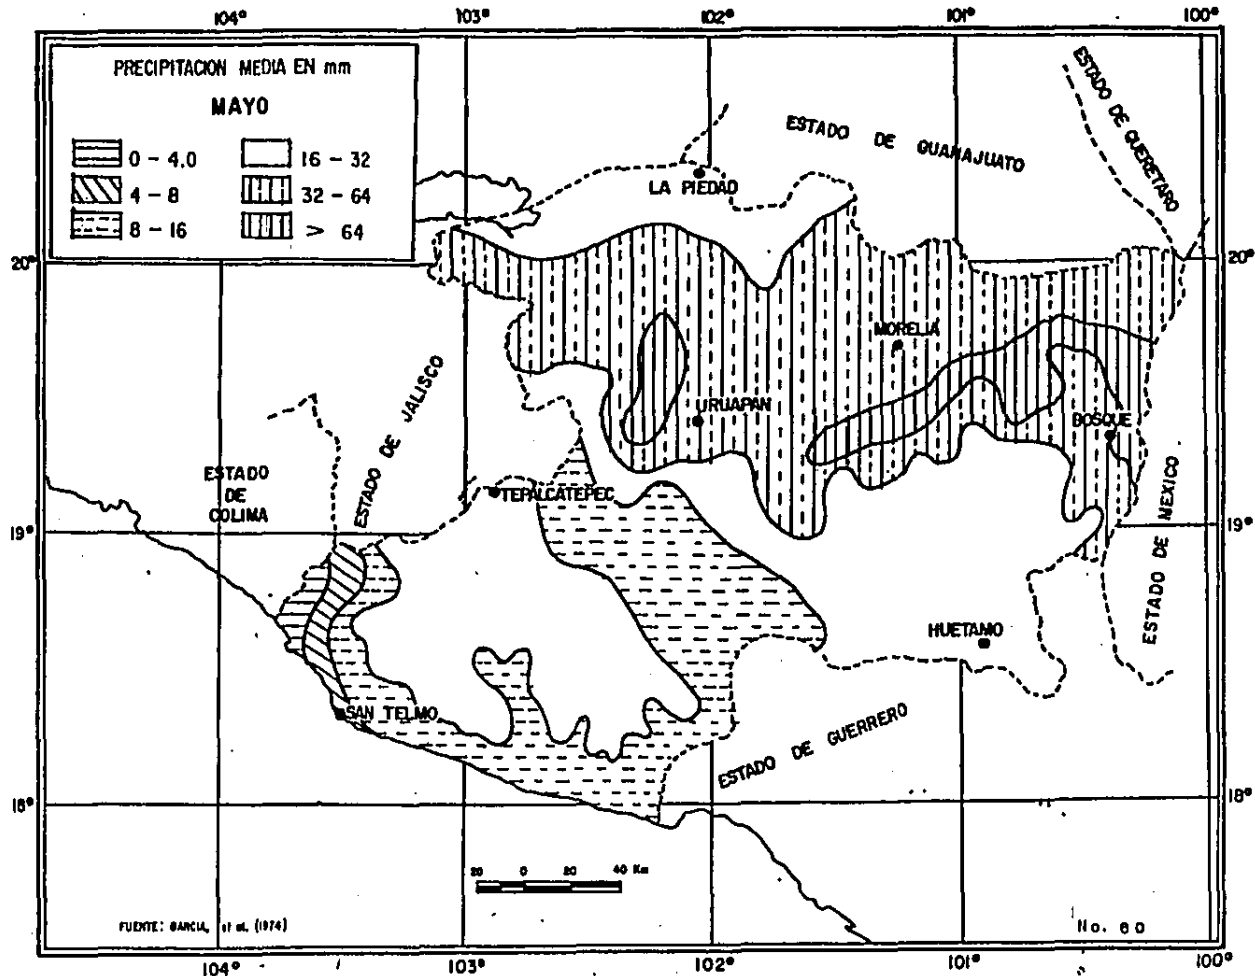 104° 103° 102° 101° 100°
PRECIPITACION MEDIA EN mm
MAYO
0 - 4.0 16 - 32
4 - 8 32 - 64
8 - 16 > 64
ESTADO DE GUANAJUATO
ESTADO DE QUERETARO
LA PIEDAD
20° 20°
MORELIA
ESTADO DE JALISCO
URUAPAN
BOSQUE
ESTADO
DE
COLIMA
TEPALCATEPEC
19° 19°
ESTADO DE MEXICO
HUETAMO
SAN TELMO
ESTADO DE GUERRERO
18° 18°
20 0 20 40 Km
FUENTE: GARCIA, et al. (1974)
No. 60
104° 103° 102° 101° 100°